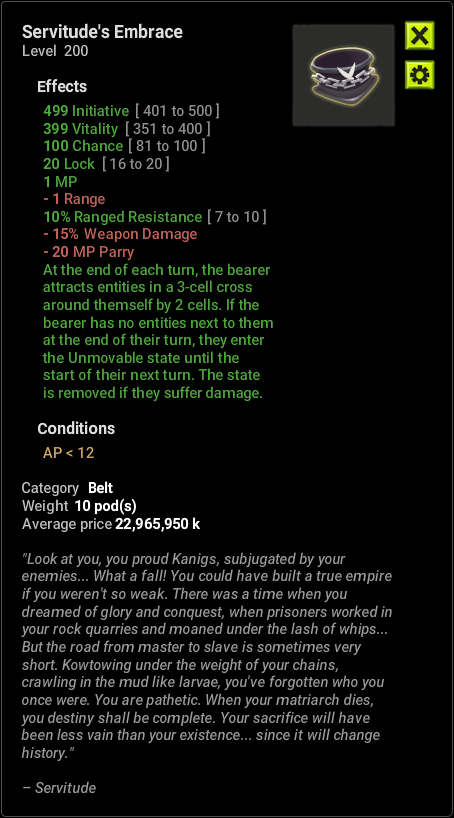 Servitude's Embrace
Level 200
Effects
499 Initiative [ 401 to 500 ]
399 Vitality [ 351 to 400 ]
100 Chance [ 81 to 100 ]
20 Lock [ 16 to 20 ]
1 MP
- 1 Range
10% Ranged Resistance [ 7 to 10 ]
- 15% Weapon Damage
- 20 MP Parry
At the end of each turn, the bearer
attracts entities in a 3-cell cross
around themself by 2 cells. If the
bearer has no entities next to them
at the end of their turn, they enter
the Unmovable state until the
start of their next turn. The state
is removed if they suffer damage.
Conditions
AP < 12
Category Belt
Weight 10 pod(s)
Average price 22,965,950 k
"Look at you, you proud Kanigs, subjugated by your
enemies... What a fall! You could have built a true empire
if you weren't so weak. There was a time when you
dreamed of glory and conquest, when prisoners worked in
your rock quarries and moaned under the lash of whips...
But the road from master to slave is sometimes very
short. Kowtowing under the weight of your chains,
crawling in the mud like larvae, you've forgotten who you
once were. You are pathetic. When your matriarch dies,
you destiny shall be complete. Your sacrifice will have
been less vain than your existence... since it will change
history."
– Servitude